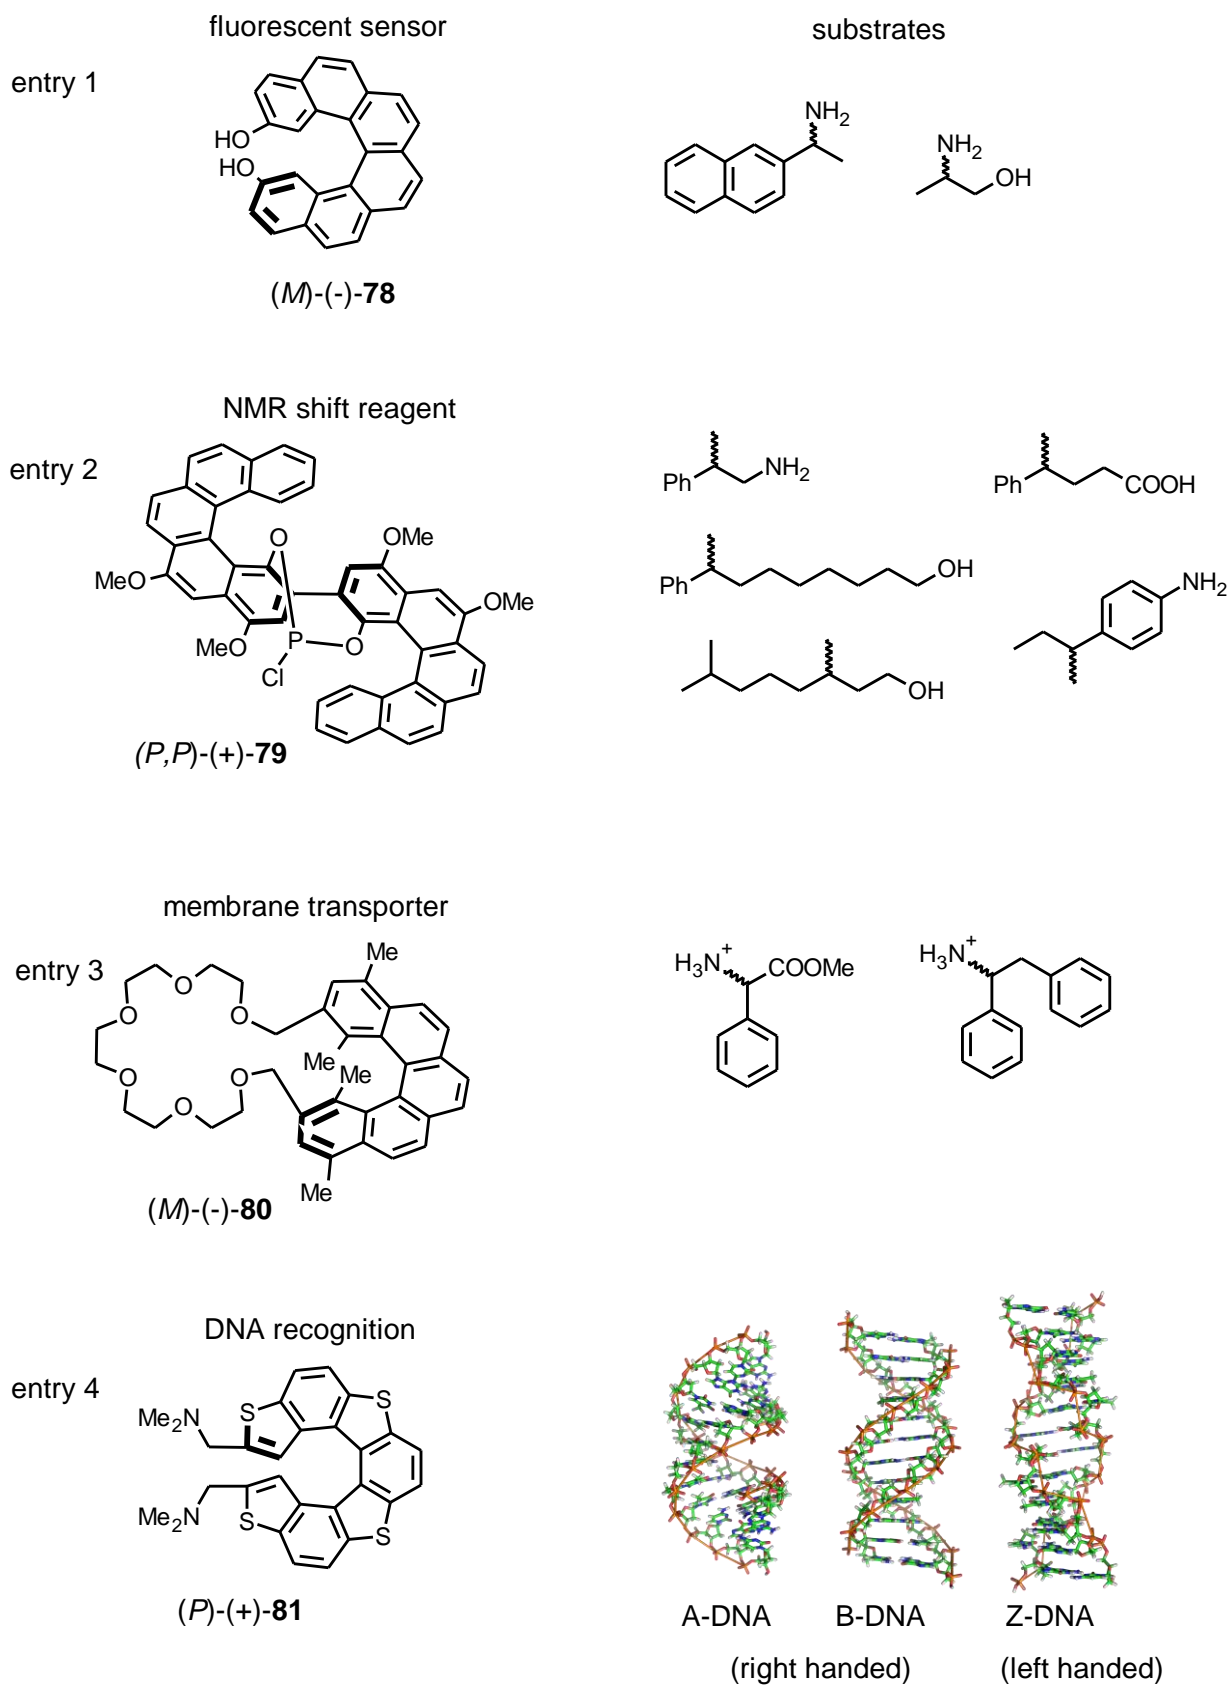 fluorescent sensor
substrates
entry 1
HO
HO
NH2
NH2
OH
(M)-(-)-78
NMR shift reagent
entry 2
MeO
MeO
O
P
O
Cl
OMe
OMe
Ph
NH2
Ph
COOH
Ph
OH
NH2
OH
(P,P)-(+)-79
membrane transporter
entry 3
O
O
O
O
O
O
Me
Me
Me
Me
H3N+
COOMe
H3N+
(M)-(-)-80
DNA recognition
entry 4
Me2N
Me2N
S
S
S
S
(P)-(+)-81
A-DNA
B-DNA
Z-DNA
(right handed)
(left handed)